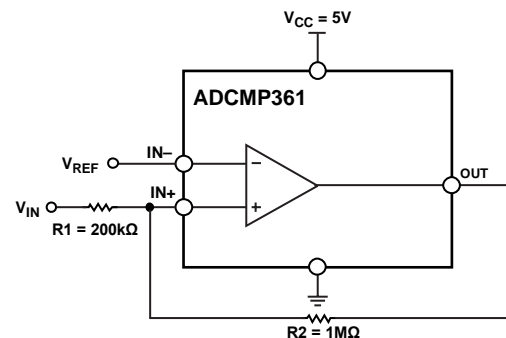 VCC = 5V
ADCMP361
IN–
VREF
–
OUT
IN+
VIN
+
R1 = 200kΩ
R2 = 1MΩ